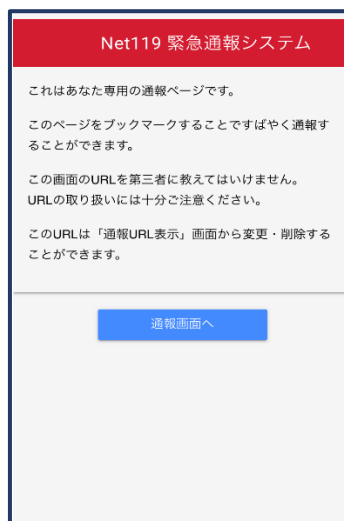 Net119 緊急通報システム
これはあなた専用の通報ページです。
このページをブックマークすることですばやく通報す
ることができます。
この画面のURLを第三者に教えてはいけません。
URLの取り扱いには十分ご注意ください。
このURLは「通報URL表示」画面から変更・削除する
ことができます。
通報画面へ